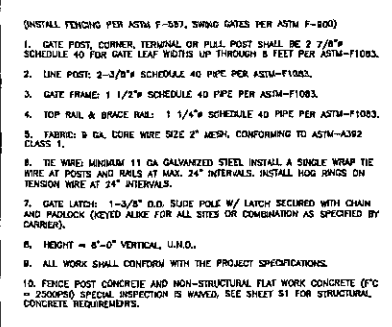 (INSTALL FENCING PER ASTM F-567, SWING GATES PER ASTM F-900)
1. GATE POST, CORNER, TERMINAL OR PULL POST SHALL BE 2 7/8"ø
SCHEDULE 40 FOR GATE LEAF WIDTHS UP THROUGH 6 FEET PER ASTM-F1083.
2. LINE POST: 2-3/8"ø SCHEDULE 40 PIPE PER ASTM-F1083.
3. GATE FRAME: 1 1/2"ø SCHEDULE 40 PIPE PER ASTM-F1083.
4. TOP RAIL & BRACE RAIL: 1 1/4"ø SCHEDULE 40 PIPE PER ASTM-F1083.
5. FABRIC: 9 GA. CORE WIRE SIZE 2" MESH, CONFORMING TO ASTM-A392
CLASS 1.
6. TIE WIRE: MINIMUM 11 GA GALVANIZED STEEL INSTALL A SINGLE WRAP TIE
WIRE AT POSTS AND RAILS AT MAX. 24" INTERVALS. INSTALL HOG RINGS ON
TENSION WIRE AT 24" INTERVALS.
7. GATE LATCH: 1-3/8" O.D. SLIDE POLE W/ LATCH SECURED WITH CHAIN
AND PADLOCK (KEYED ALIKE FOR ALL SITES OR COMBINATION AS SPECIFIED BY
CARRIER).
8. HEIGHT = 8'-0" VERTICAL, U.N.O..
9. ALL WORK SHALL CONFORM WITH THE PROJECT SPECIFICATIONS.
10. FENCE POST CONCRETE AND NON-STRUCTURAL FLAT WORK CONCRETE (F'C
= 2500PSI) SPECIAL INSPECTION IS WAIVED, SEE SHEET S1 FOR STRUCTURAL
CONCRETE REQUIREMENTS.